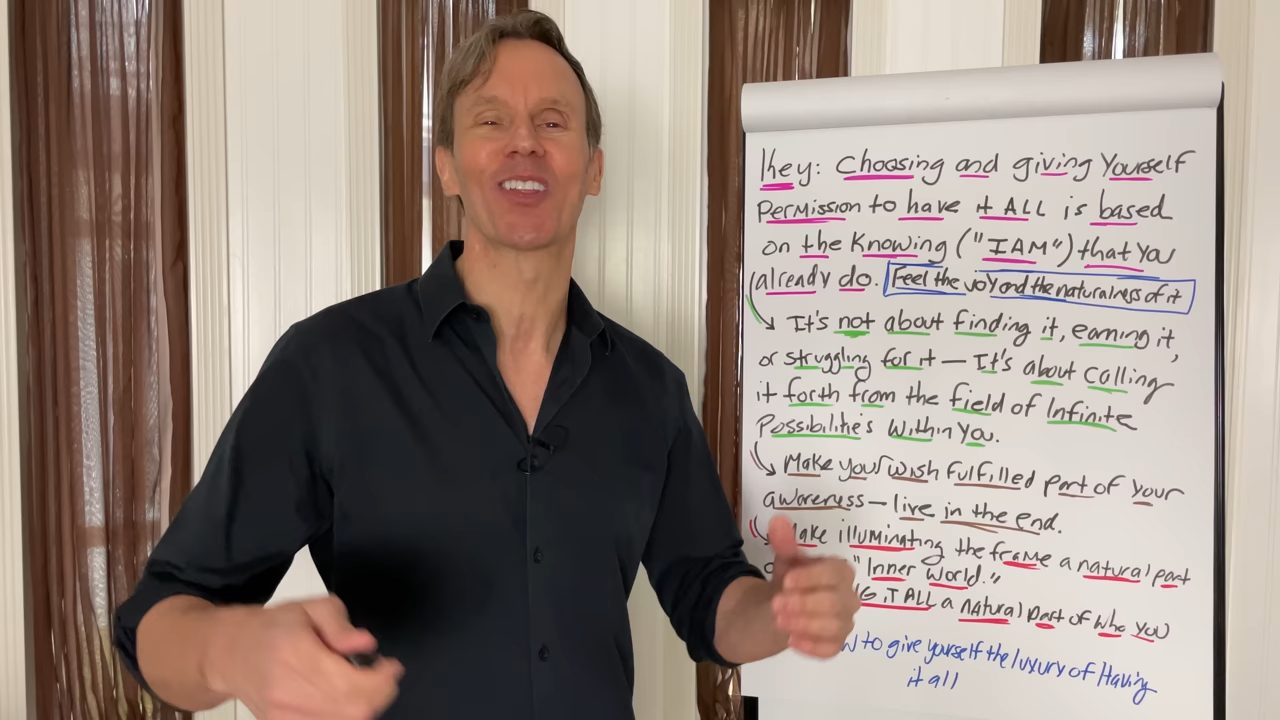 Key: Choosing and giving Yourself
Permission to have it ALL is based
on the Knowing ("I AM") that You
already do. Feel the joy and the naturalness of it
It's not about finding it, earning it,
or struggling for it — It's about calling
it forth from the field of Infinite
Possibilities Within You.
Make your wish fulfilled part of your
awareness — live in the end.
illuminating the frame a natural part
"Inner World."
iT ALL a natural part of who you
to give yourself the luxury of Having
it all